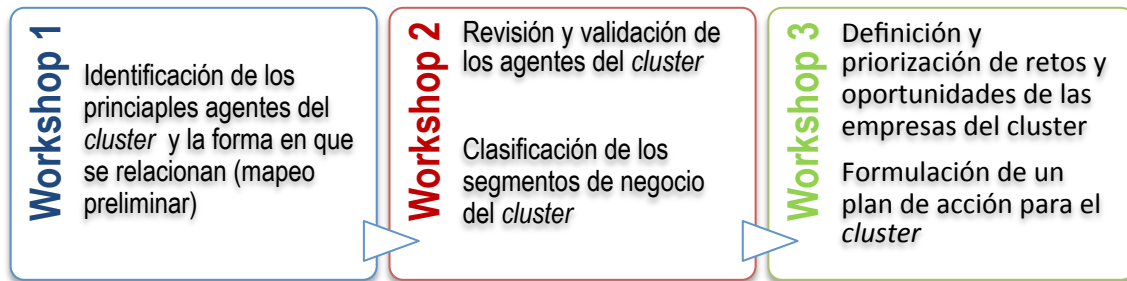 Workshop 1
Identificación de los
princiaples agentes del
cluster y la forma en que
se relacionan (mapeo
preliminar)
Workshop 2
Revisión y validación de
los agentes del cluster
Clasificación de los
segmentos de negocio
del cluster
Workshop 3
Definición y
priorización de retos y
oportunidades de las
empresas del cluster
Formulación de un
plan de acción para el
cluster